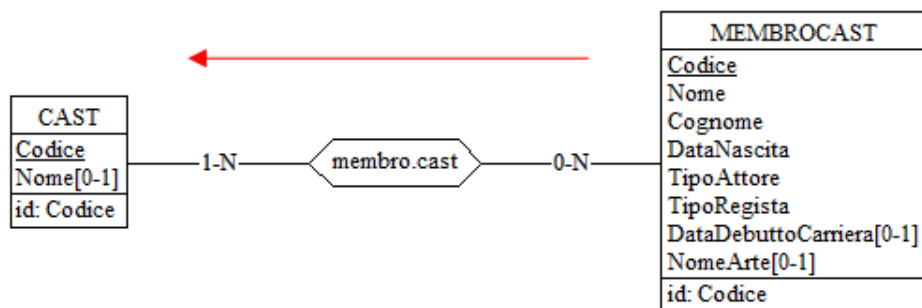 CAST
Codice
Nome[0-1]
id: Codice
1-N
membro.cast
0-N
MEMBROCAST
Codice
Nome
Cognome
DataNascita
TipoAttore
TipoRegista
DataDebuttoCarriera[0-1]
NomeArte[0-1]
id: Codice